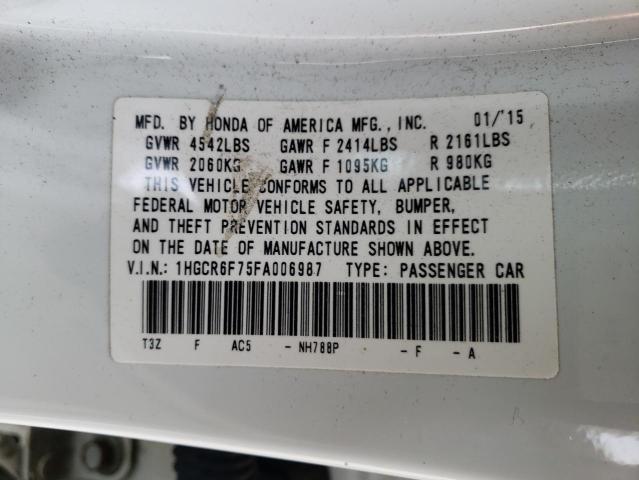 MFD. BY HONDA OF AMERICA MFG., INC. 01/'15
GVWR 4542LBS GAWR F 2414LBS R 2161LBS
GVWR 2060KG GAWR F 1095KG R 980KG
THIS VEHICLE CONFORMS TO ALL APPLICABLE
FEDERAL MOTOR VEHICLE SAFETY, BUMPER,
AND THEFT PREVENTION STANDARDS IN EFFECT
ON THE DATE OF MANUFACTURE SHOWN ABOVE.
V.I.N.: 1HGCR6F75FA006987 TYPE: PASSENGER CAR
T3Z F AC5 - NH788P - F - A